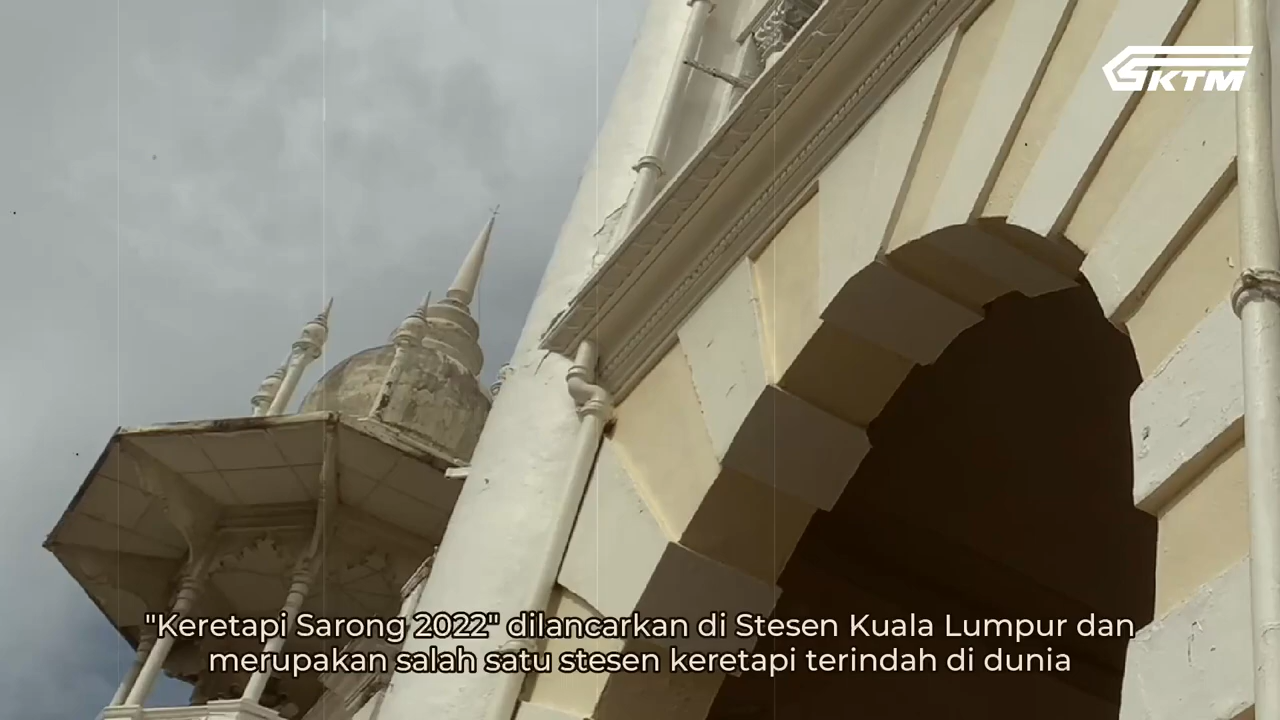 KTM
"Keretapi Sarong 2022" dilancarkan di Stesen Kuala Lumpur dan
merupakan salah satu stesen keretapi terindah di dunia